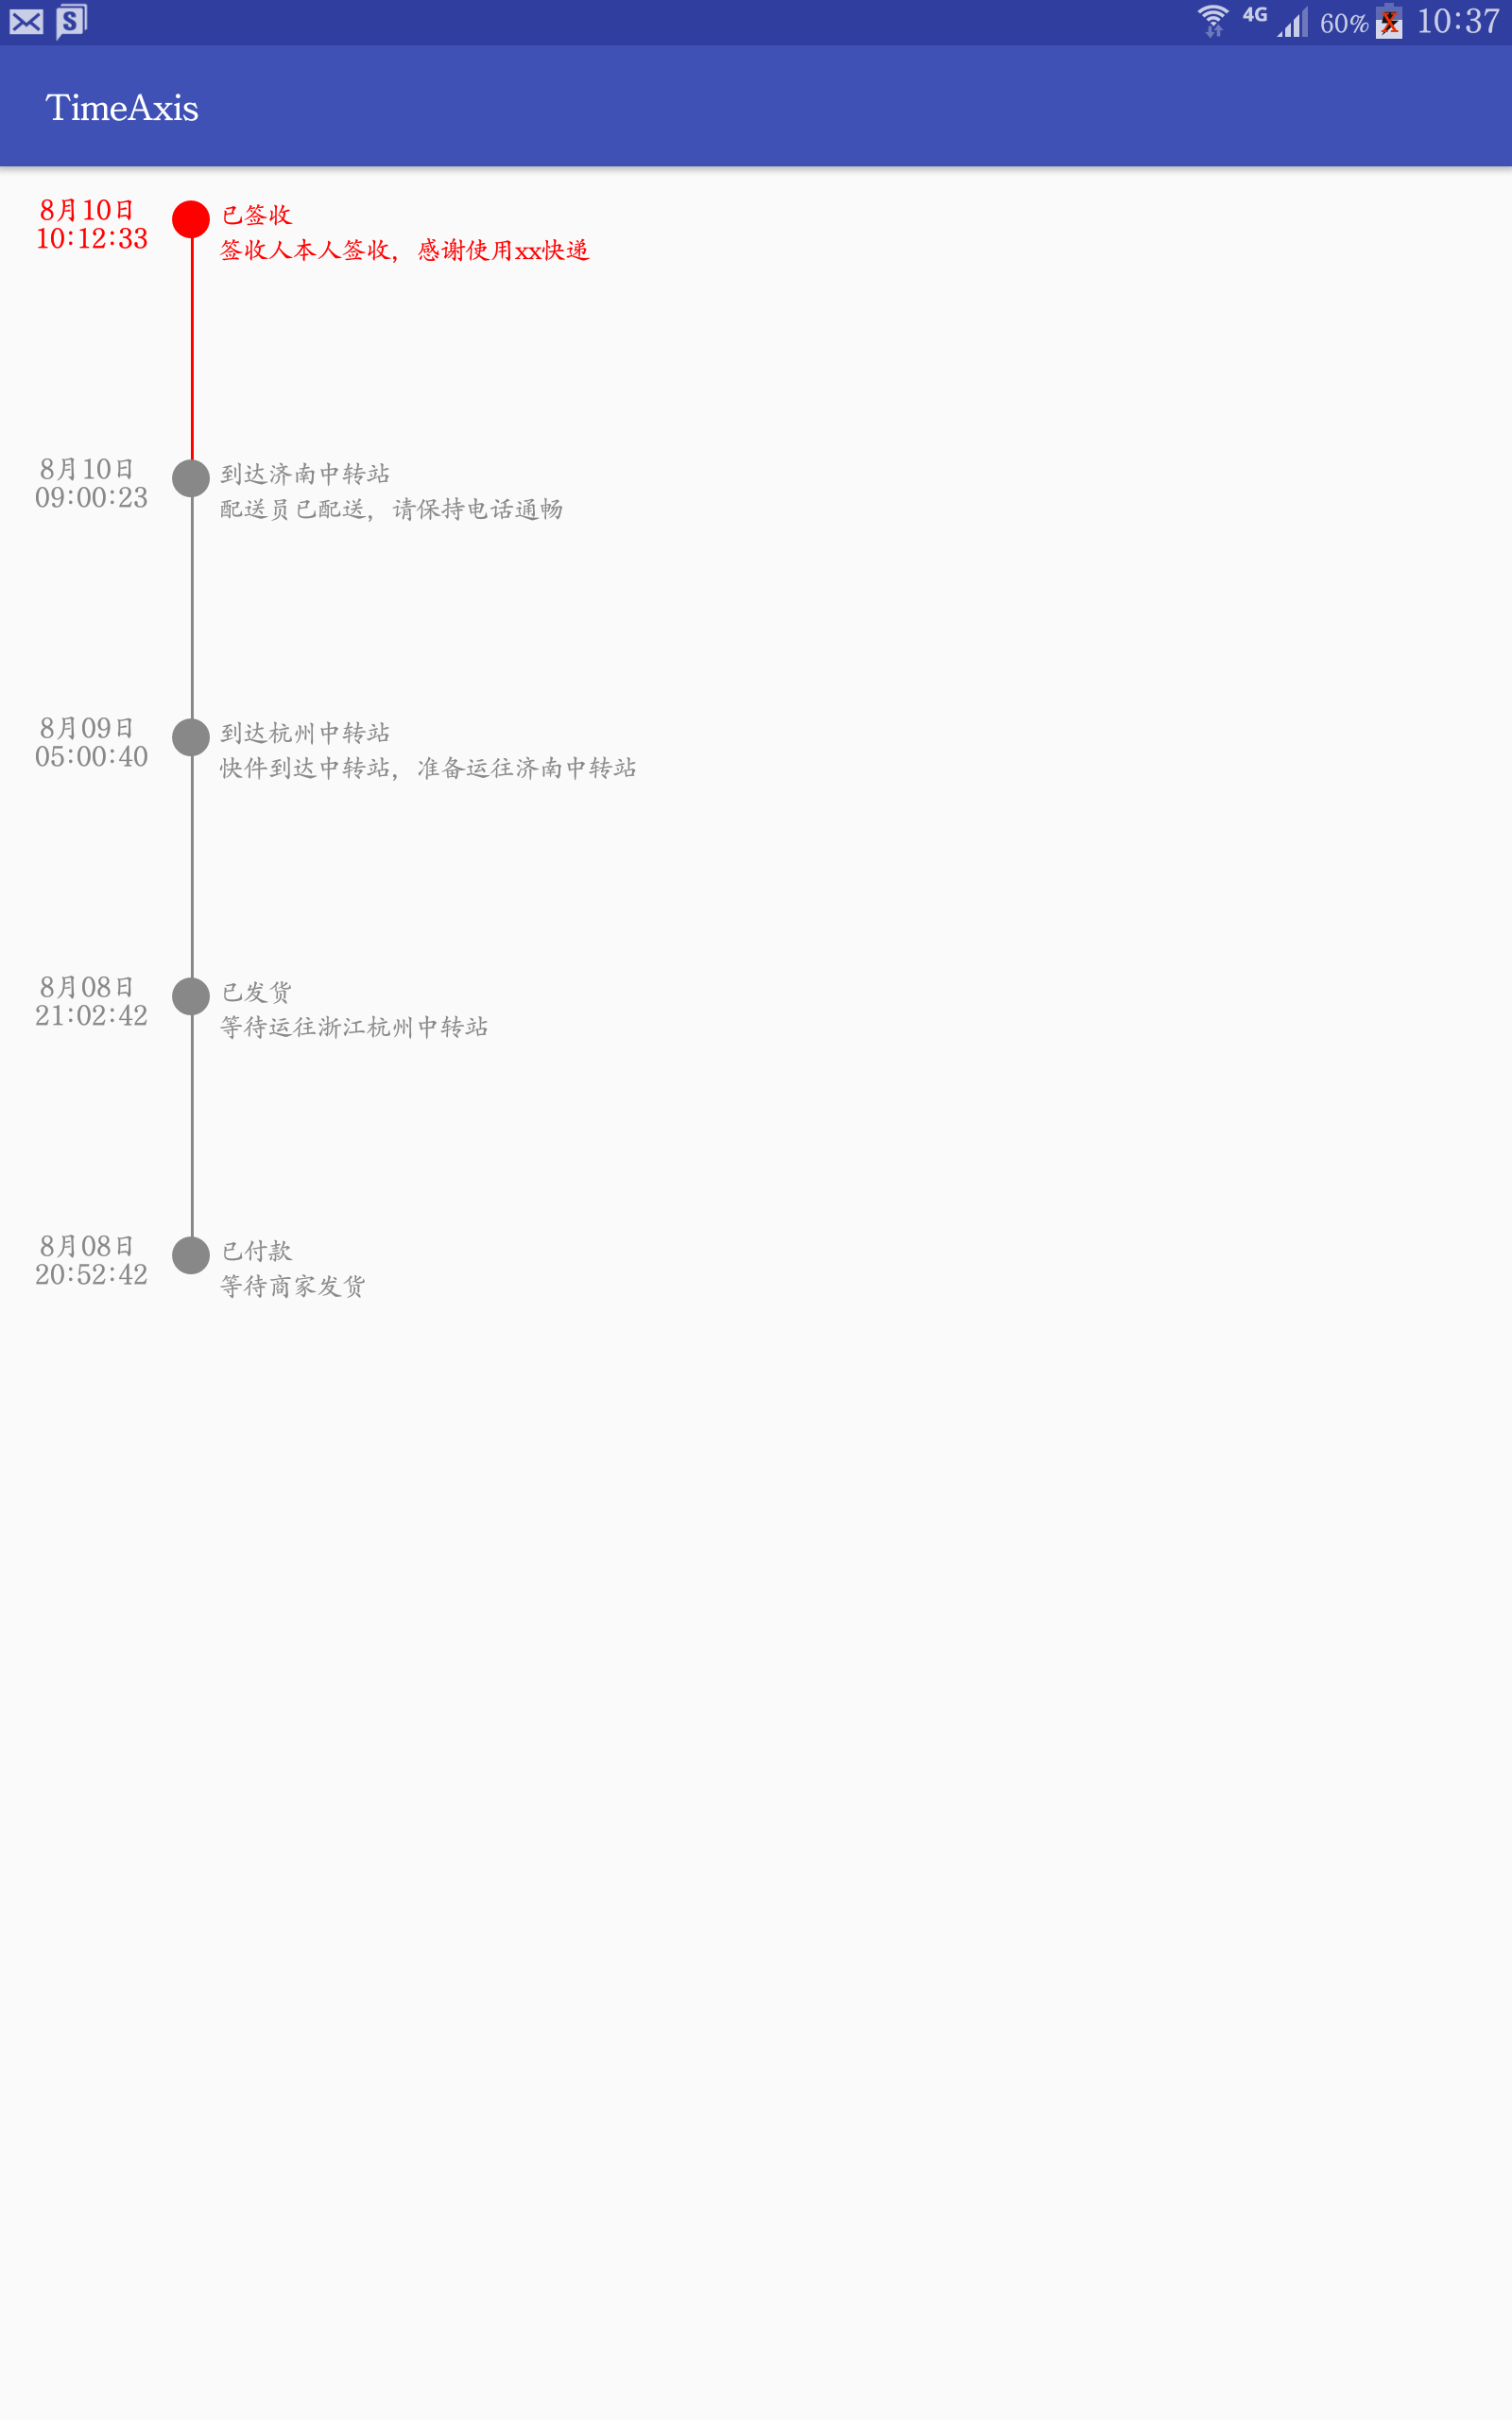 4G 60% 10:37
TimeAxis
8月10日
10:12:33
已签收
签收人本人签收，感谢使用xx快递
8月10日
09:00:23
到达济南中转站
配送员已配送，请保持电话通畅
8月09日
05:00:40
到达杭州中转站
快件到达中转站，准备运往济南中转站
8月08日
21:02:42
已发货
等待运往浙江杭州中转站
8月08日
20:52:42
已付款
等待商家发货